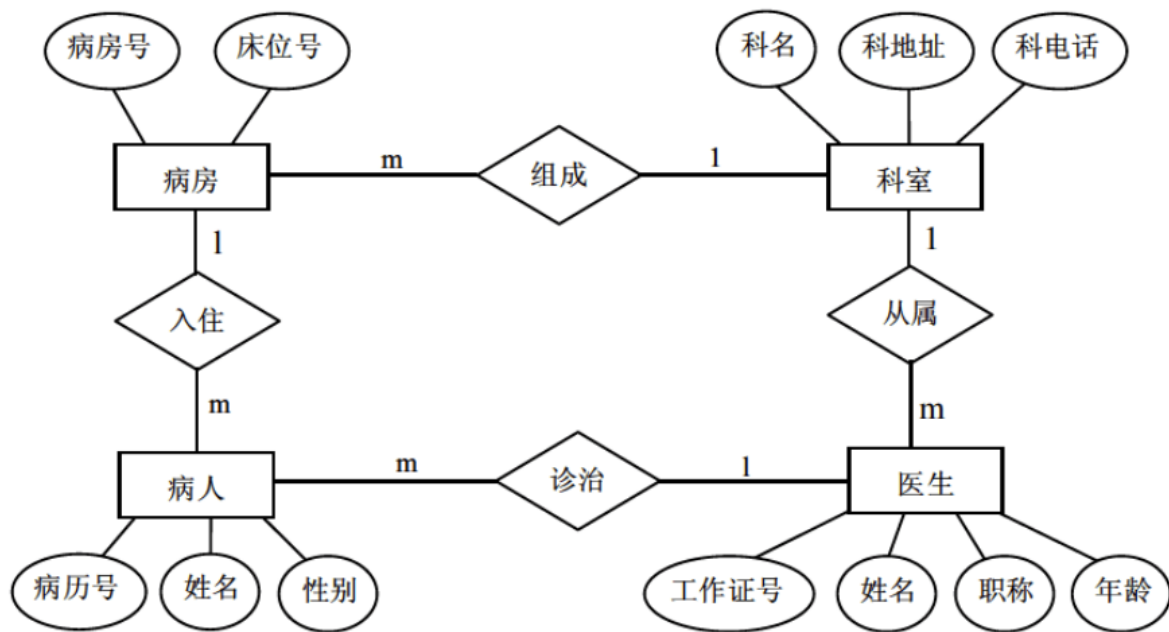 病房号 床位号 科名 科地址 科电话
病房 m 组成 1 科室
l 1
入住 从属
m m
病人 m 诊治 l 医生
病历号 姓名 性别 工作证号 姓名 职称 年龄